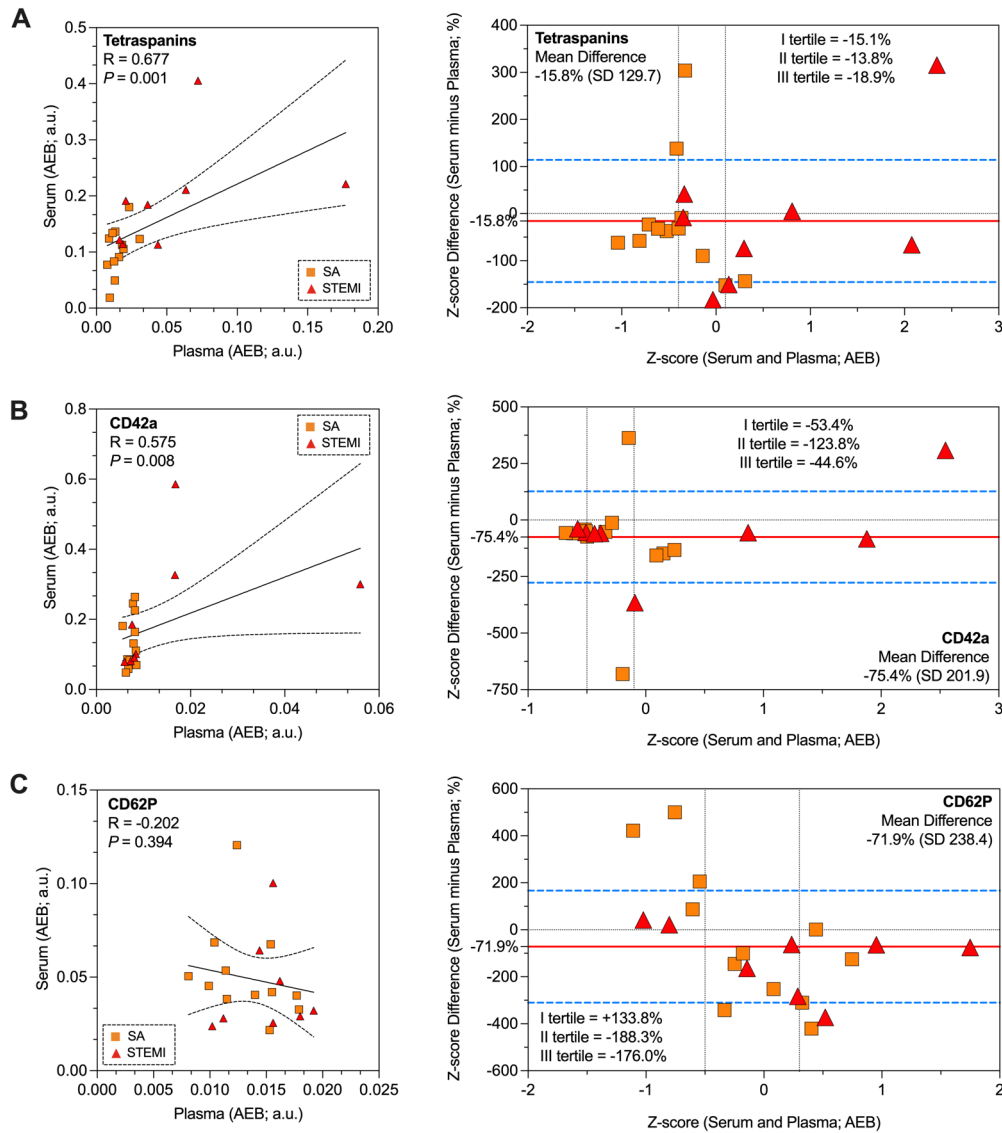 A
Tetraspanins
R = 0.677
P = 0.001
0.5
0.4
0.3
0.2
0.1
0.0
Serum (AEB; a.u.)
SA
STEMI
0.00 0.05 0.10 0.15 0.20
Plasma (AEB; a.u.)
Tetraspanins
Mean Difference
-15.8% (SD 129.7)
I tertile = -15.1%
II tertile = -13.8%
III tertile = -18.9%
400
300
200
100
0
-15.8%
-100
-200
Z-score Difference (Serum minus Plasma; %)
-2 -1 0 1 2 3
Z-score (Serum and Plasma; AEB)
B
CD42a
R = 0.575
P = 0.008
SA
STEMI
0.8
0.6
0.4
0.2
0.0
Serum (AEB; a.u.)
0.00 0.02 0.04 0.06
Plasma (AEB; a.u.)
I tertile = -53.4%
II tertile = -123.8%
III tertile = -44.6%
500
250
0
-75.4%
-250
-500
-750
Z-score Difference (Serum minus Plasma; %)
CD42a
Mean Difference
-75.4% (SD 201.9)
-1 0 1 2 3
Z-score (Serum and Plasma; AEB)
C
CD62P
R = -0.202
P = 0.394
0.15
0.10
0.05
0.00
Serum (AEB; a.u.)
SA
STEMI
0.000 0.005 0.010 0.015 0.020 0.025
Plasma (AEB; a.u.)
CD62P
Mean Difference
-71.9% (SD 238.4)
600
400
200
0
-71.9%
-200
-400
-600
Z-score Difference (Serum minus Plasma; %)
I tertile = +133.8%
II tertile = -188.3%
III tertile = -176.0%
-2 -1 0 1 2
Z-score (Serum and Plasma; AEB)